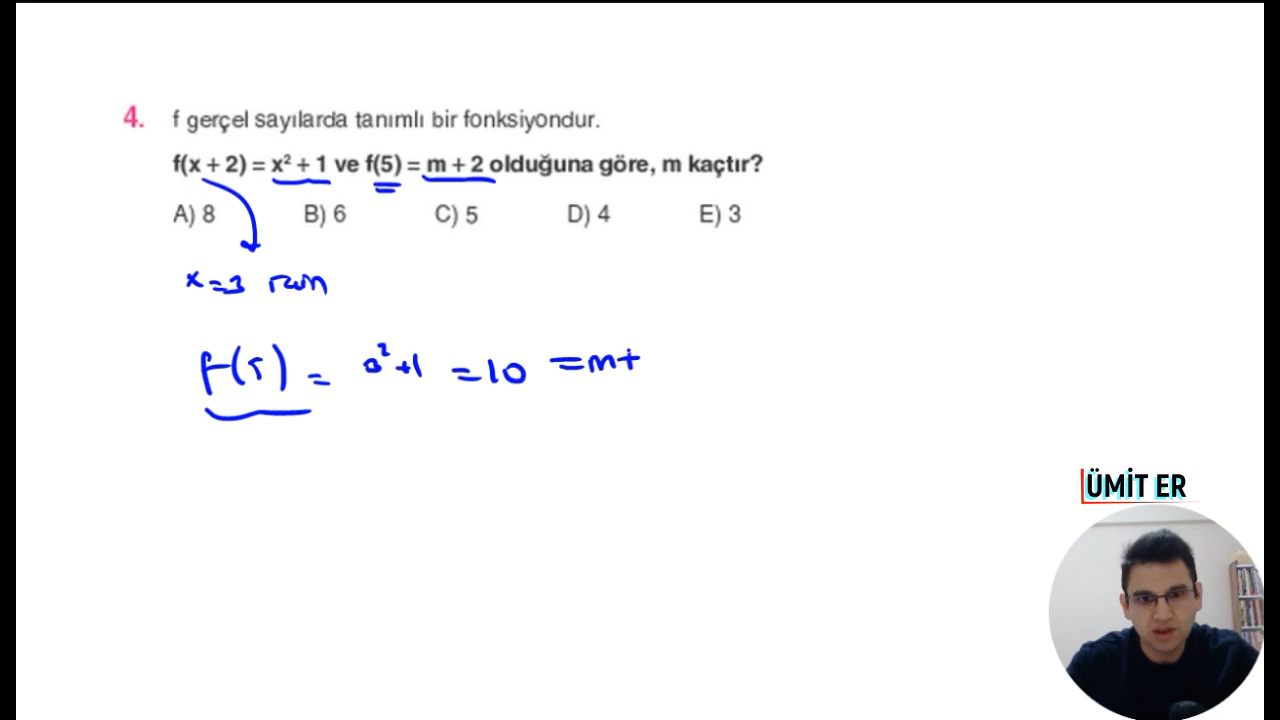 4. f gerçel sayılarda tanımlı bir fonksiyondur.
f(x + 2) = x² + 1 ve f(5) = m + 2 olduğuna göre, m kaçtır?
A) 8 B) 6 C) 5 D) 4 E) 3
x=3
f(5) = 3²+1 = 10 = m+
ÜMİT ER